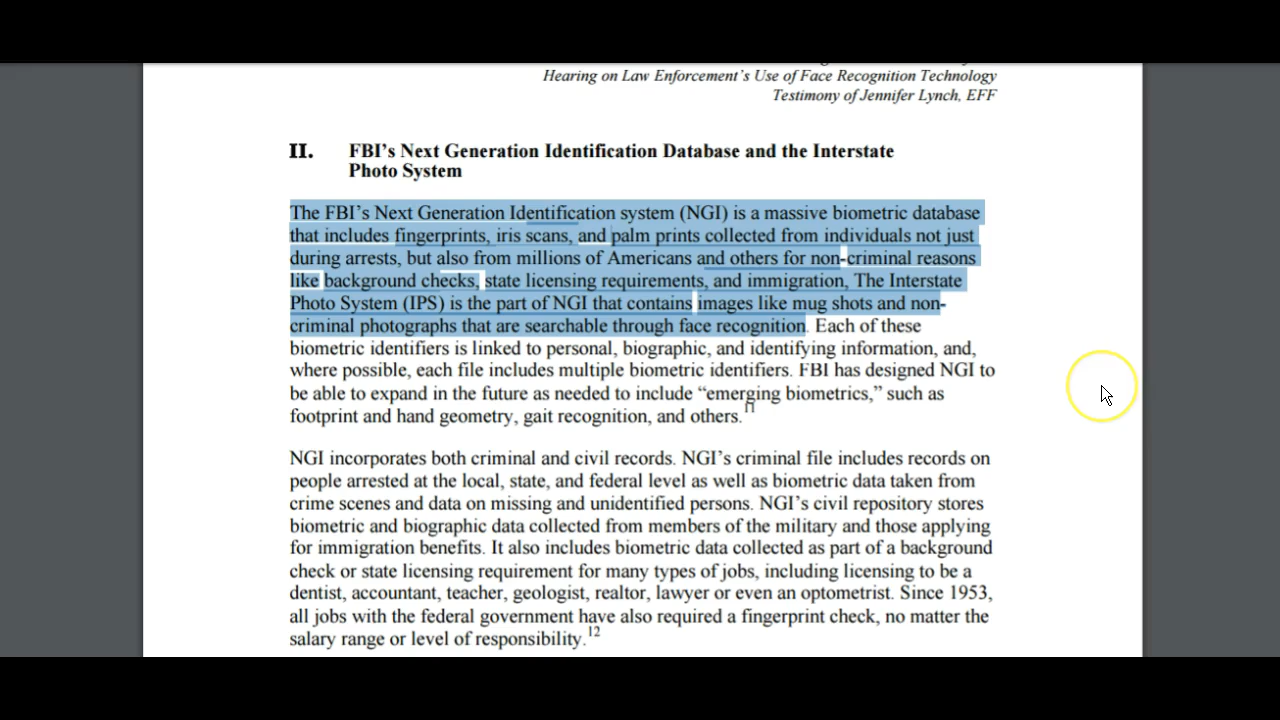 Hearing on Law Enforcement's Use of Face Recognition Technology
Testimony of Jennifer Lynch, EFF
II. FBI's Next Generation Identification Database and the Interstate
Photo System
The FBI's Next Generation Identification system (NGI) is a massive biometric database
that includes fingerprints, iris scans, and palm prints collected from individuals not just
during arrests, but also from millions of Americans and others for non-criminal reasons
like background checks, state licensing requirements, and immigration, The Interstate
Photo System (IPS) is the part of NGI that contains images like mug shots and non-
criminal photographs that are searchable through face recognition. Each of these
biometric identifiers is linked to personal, biographic, and identifying information, and,
where possible, each file includes multiple biometric identifiers. FBI has designed NGI to
be able to expand in the future as needed to include “emerging biometrics,” such as
footprint and hand geometry, gait recognition, and others.11
NGI incorporates both criminal and civil records. NGI's criminal file includes records on
people arrested at the local, state, and federal level as well as biometric data taken from
crime scenes and data on missing and unidentified persons. NGI's civil repository stores
biometric and biographic data collected from members of the military and those applying
for immigration benefits. It also includes biometric data collected as part of a background
check or state licensing requirement for many types of jobs, including licensing to be a
dentist, accountant, teacher, geologist, realtor, lawyer or even an optometrist. Since 1953,
all jobs with the federal government have also required a fingerprint check, no matter the
salary range or level of responsibility.12